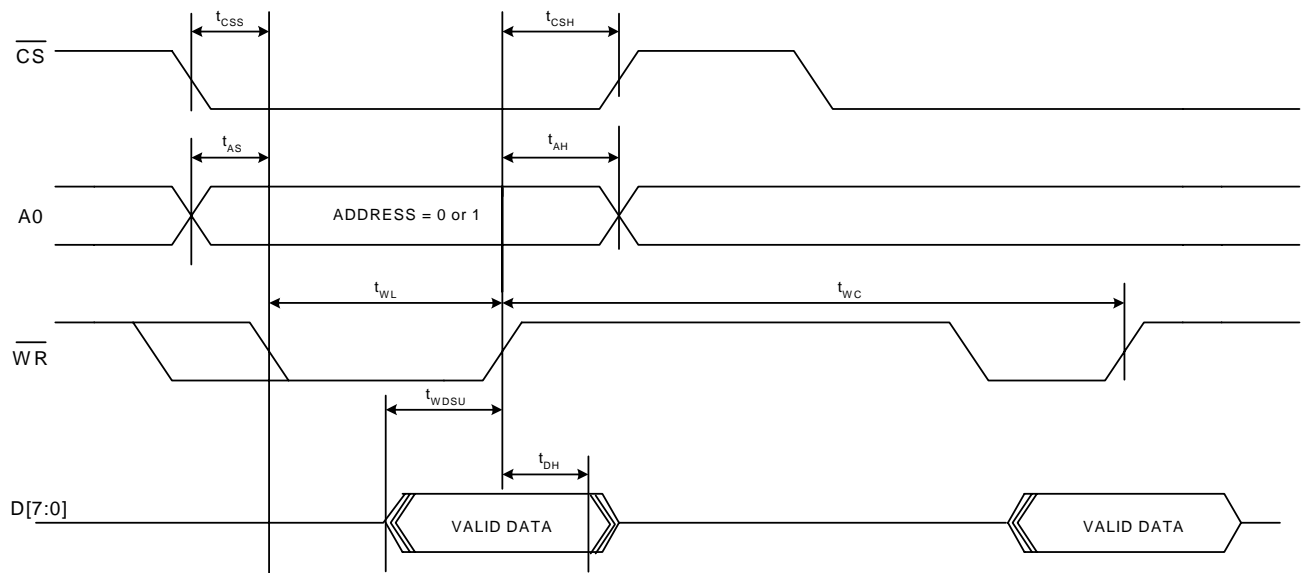 tCSS
tCSH
CS
tAS
tAH
A0
ADDRESS = 0 or 1
tWL
tWC
WR
tWDSU
tDH
D[7:0]
VALID DATA
VALID DATA